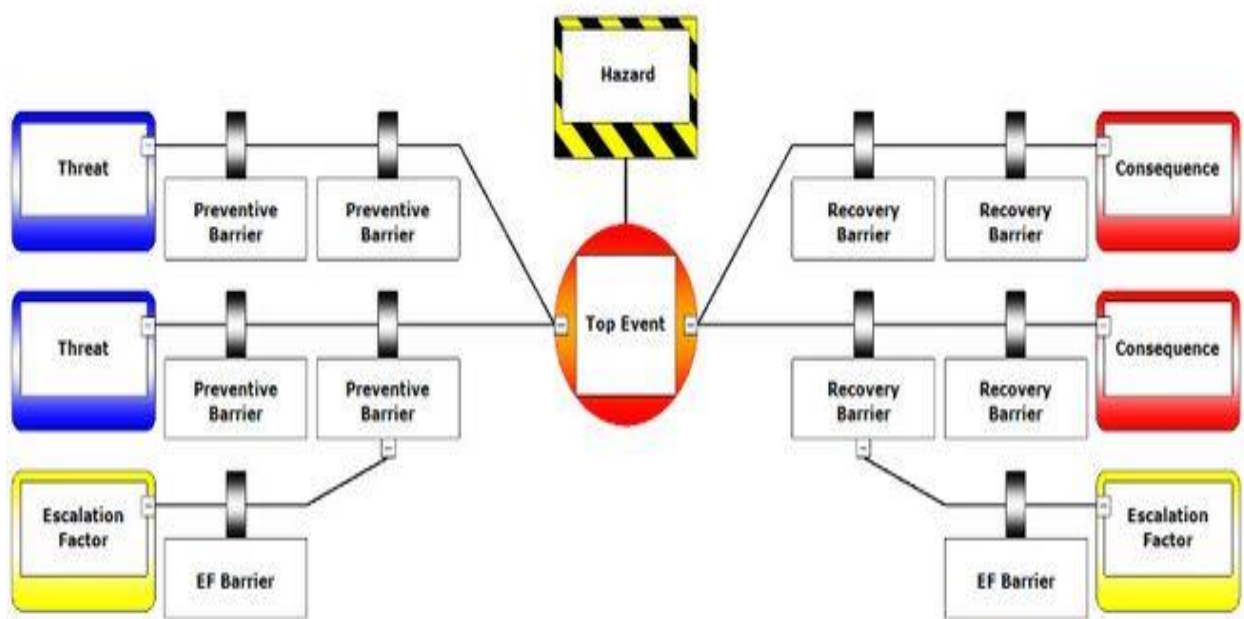 Hazard
Threat
Preventive
Barrier
Preventive
Barrier
Recovery
Barrier
Recovery
Barrier
Consequence
Threat
Preventive
Barrier
Preventive
Barrier
Top Event
Recovery
Barrier
Recovery
Barrier
Consequence
Escalation
Factor
EF Barrier
EF Barrier
Escalation
Factor